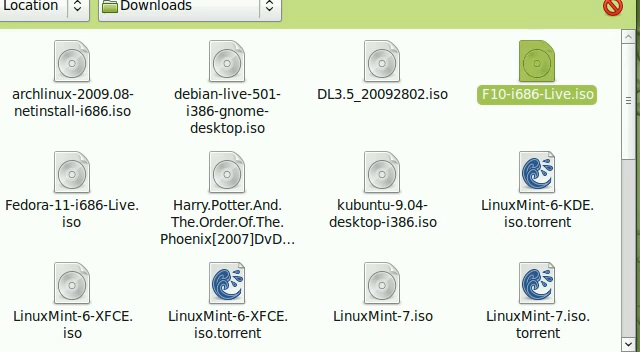 Location Downloads
archlinux-2009.08- debian-live-501- DL3.5_20092802.iso F10-i686-Live.iso
netinstall-i686.iso i386-gnome-
desktop.iso
Fedora-11-i686-Live. Harry.Potter.And. kubuntu-9.04- LinuxMint-6-KDE.
iso The.Order.Of.The. desktop-i386.iso iso.torrent
Phoenix[2007]DvD...
LinuxMint-6-XFCE. LinuxMint-6-XFCE. LinuxMint-7.iso LinuxMint-7.iso.
iso iso.torrent torrent